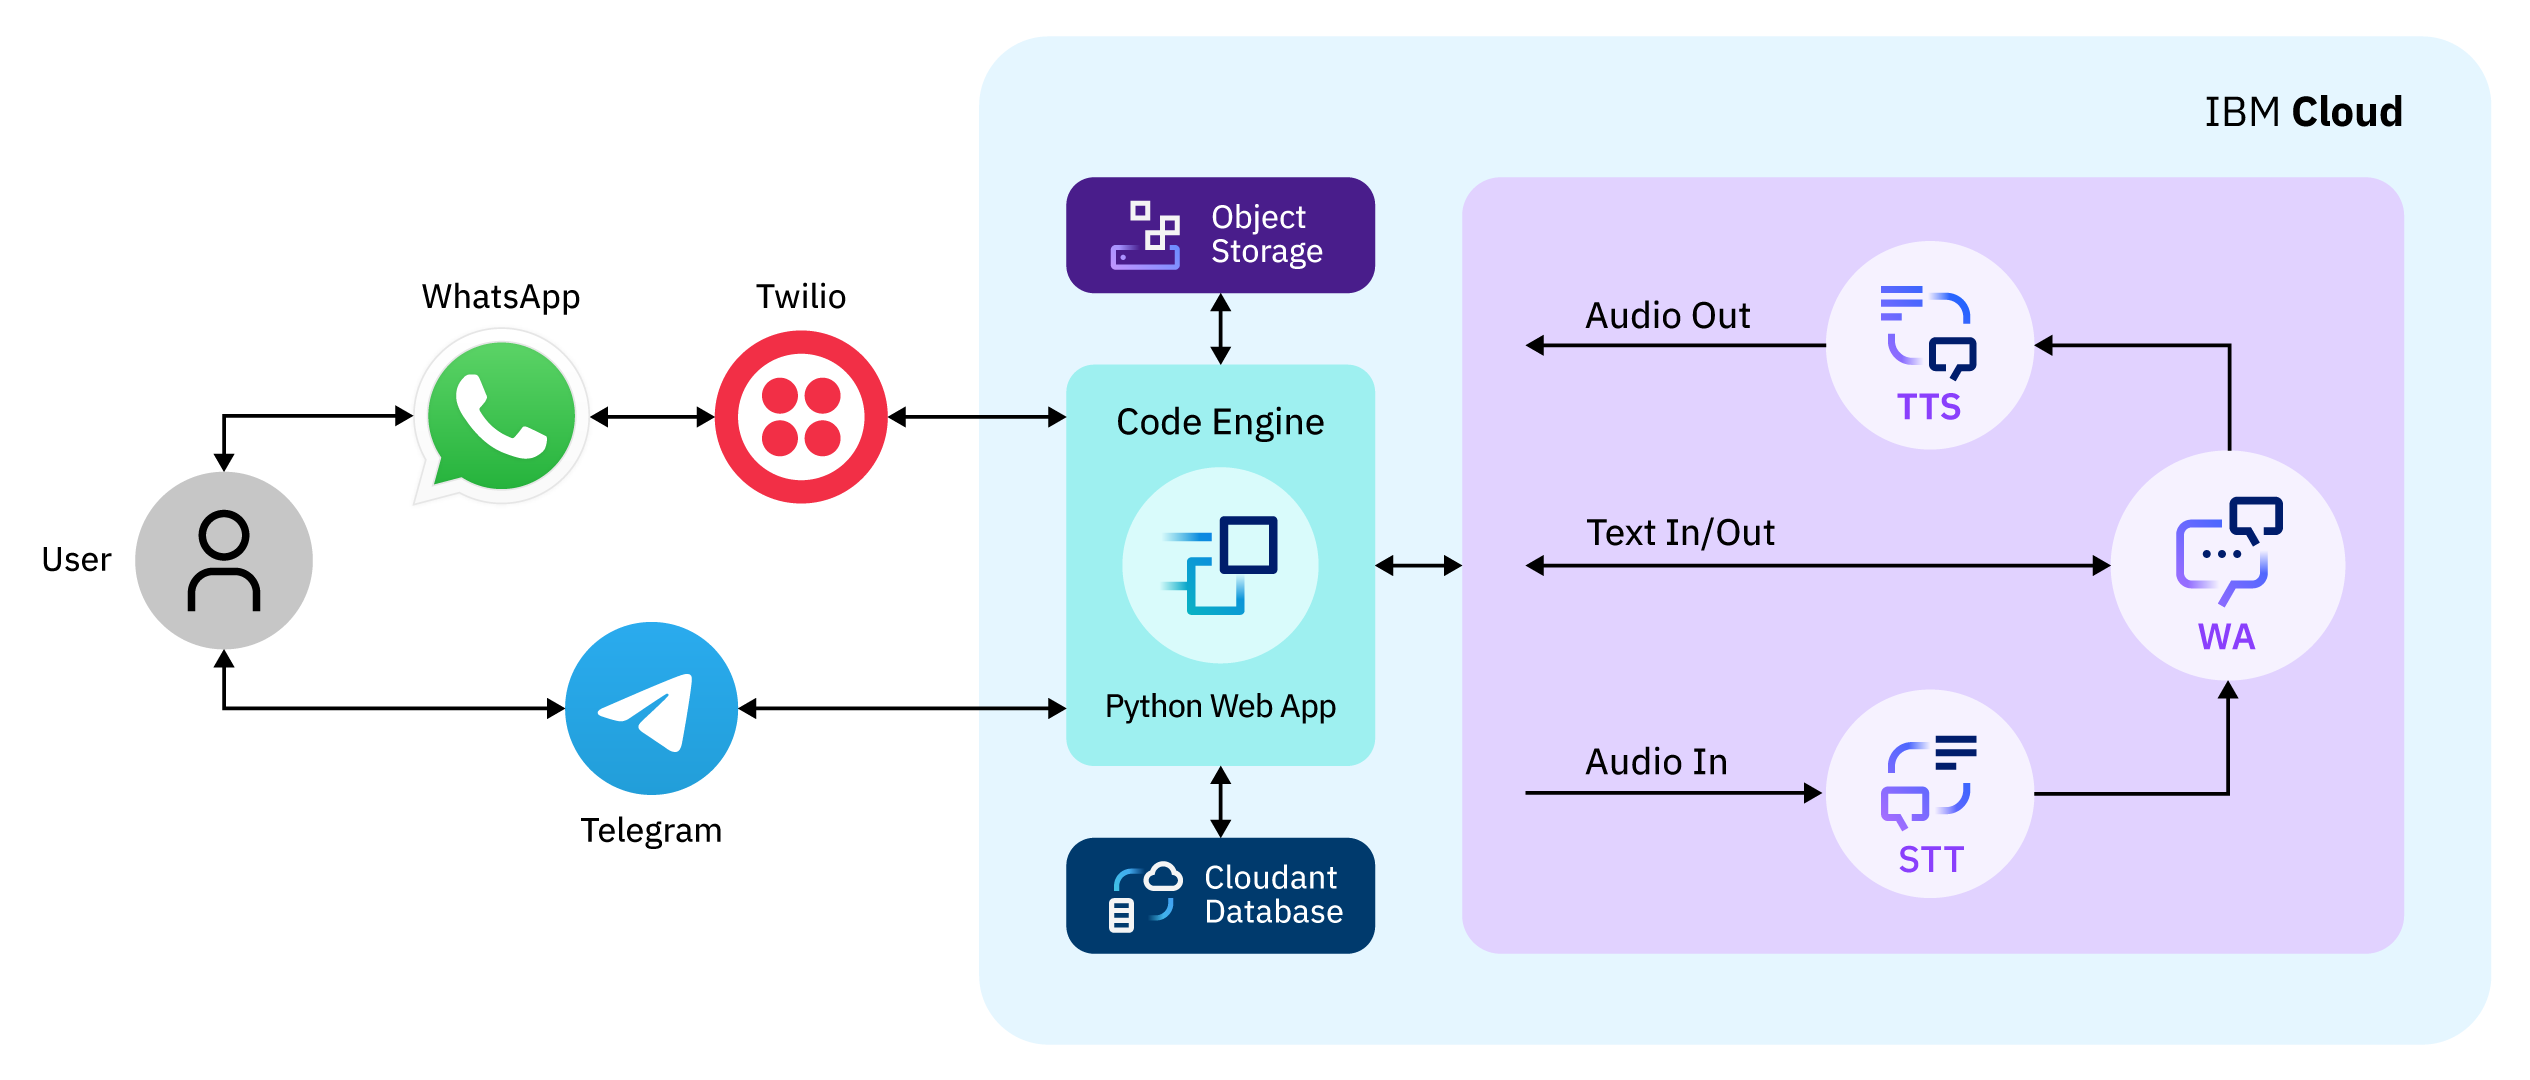 IBM Cloud
Object
Storage
WhatsApp
Twilio
Audio Out
TTS
Code Engine
User
Text In/Out
WA
Python Web App
Audio In
Telegram
STT
Cloudant
Database